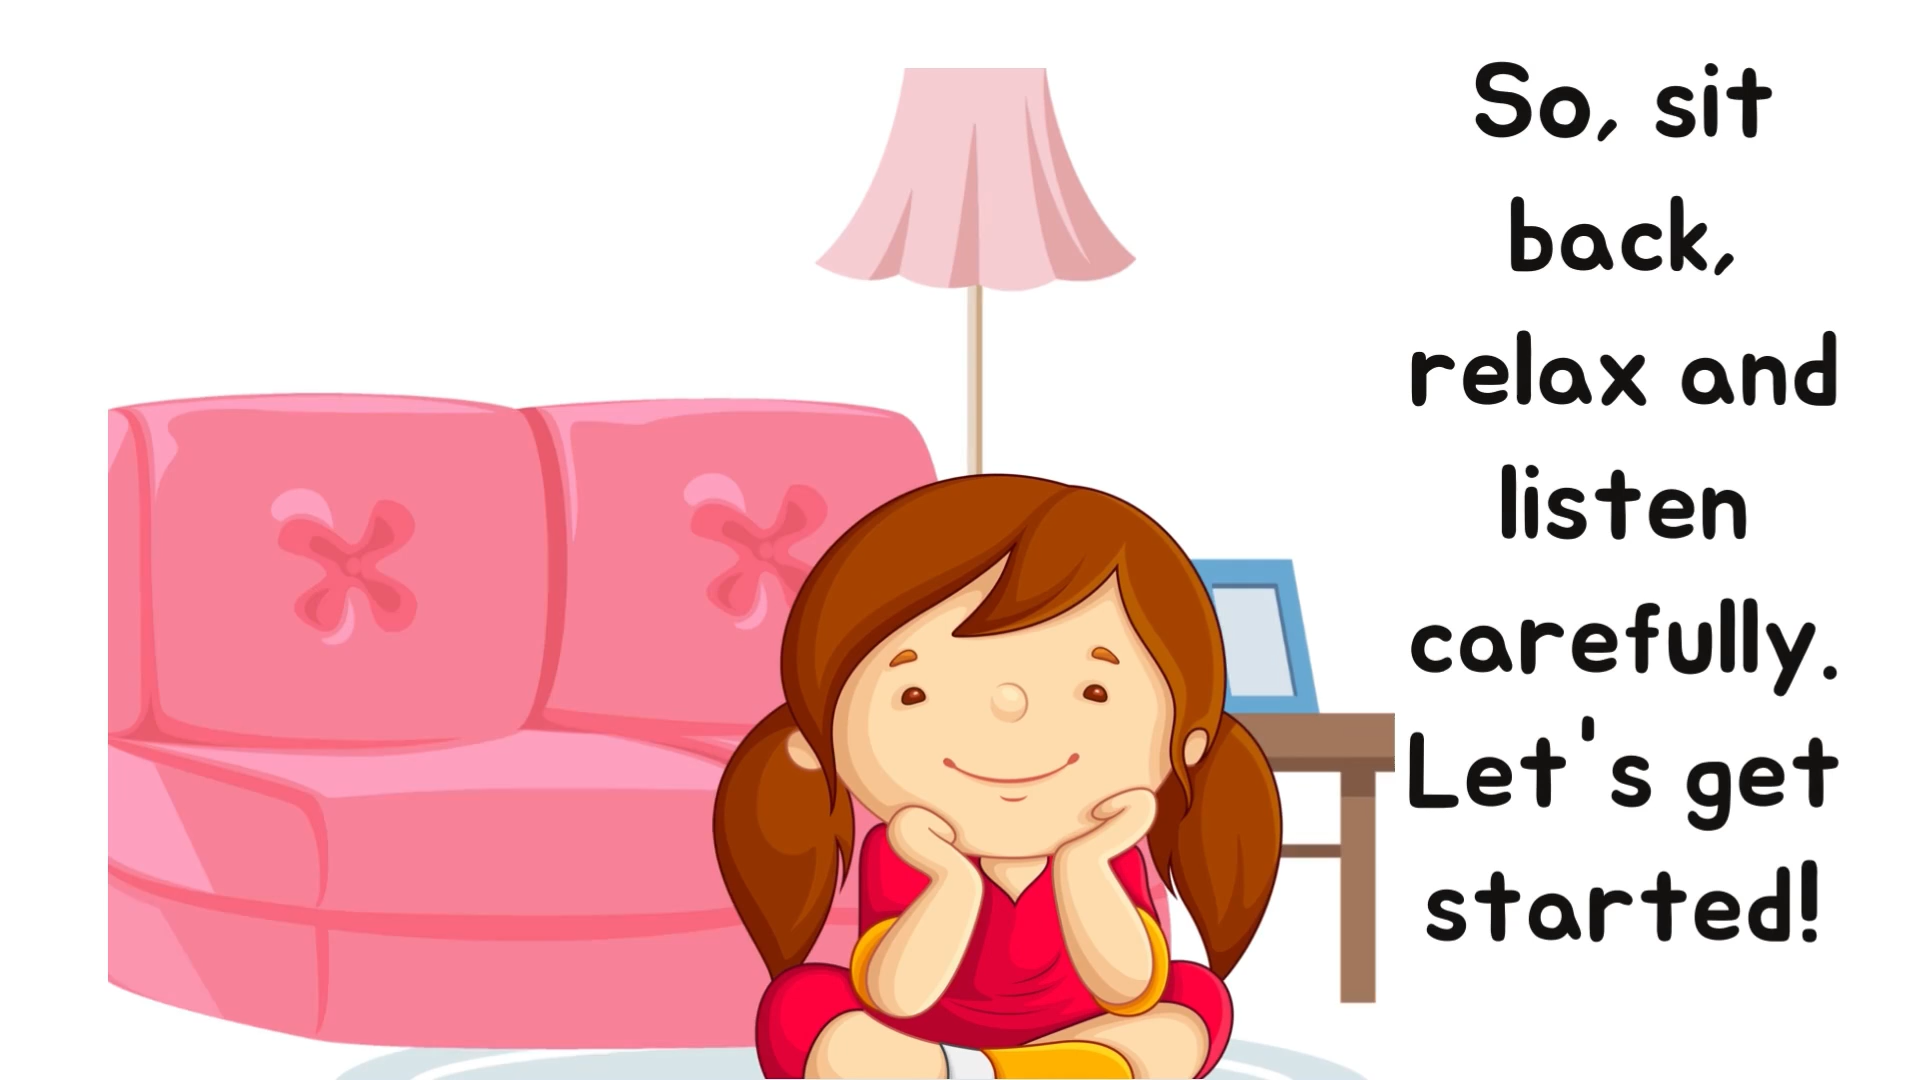 So, sit
back,
relax and
listen
carefully.
Let's get
started!